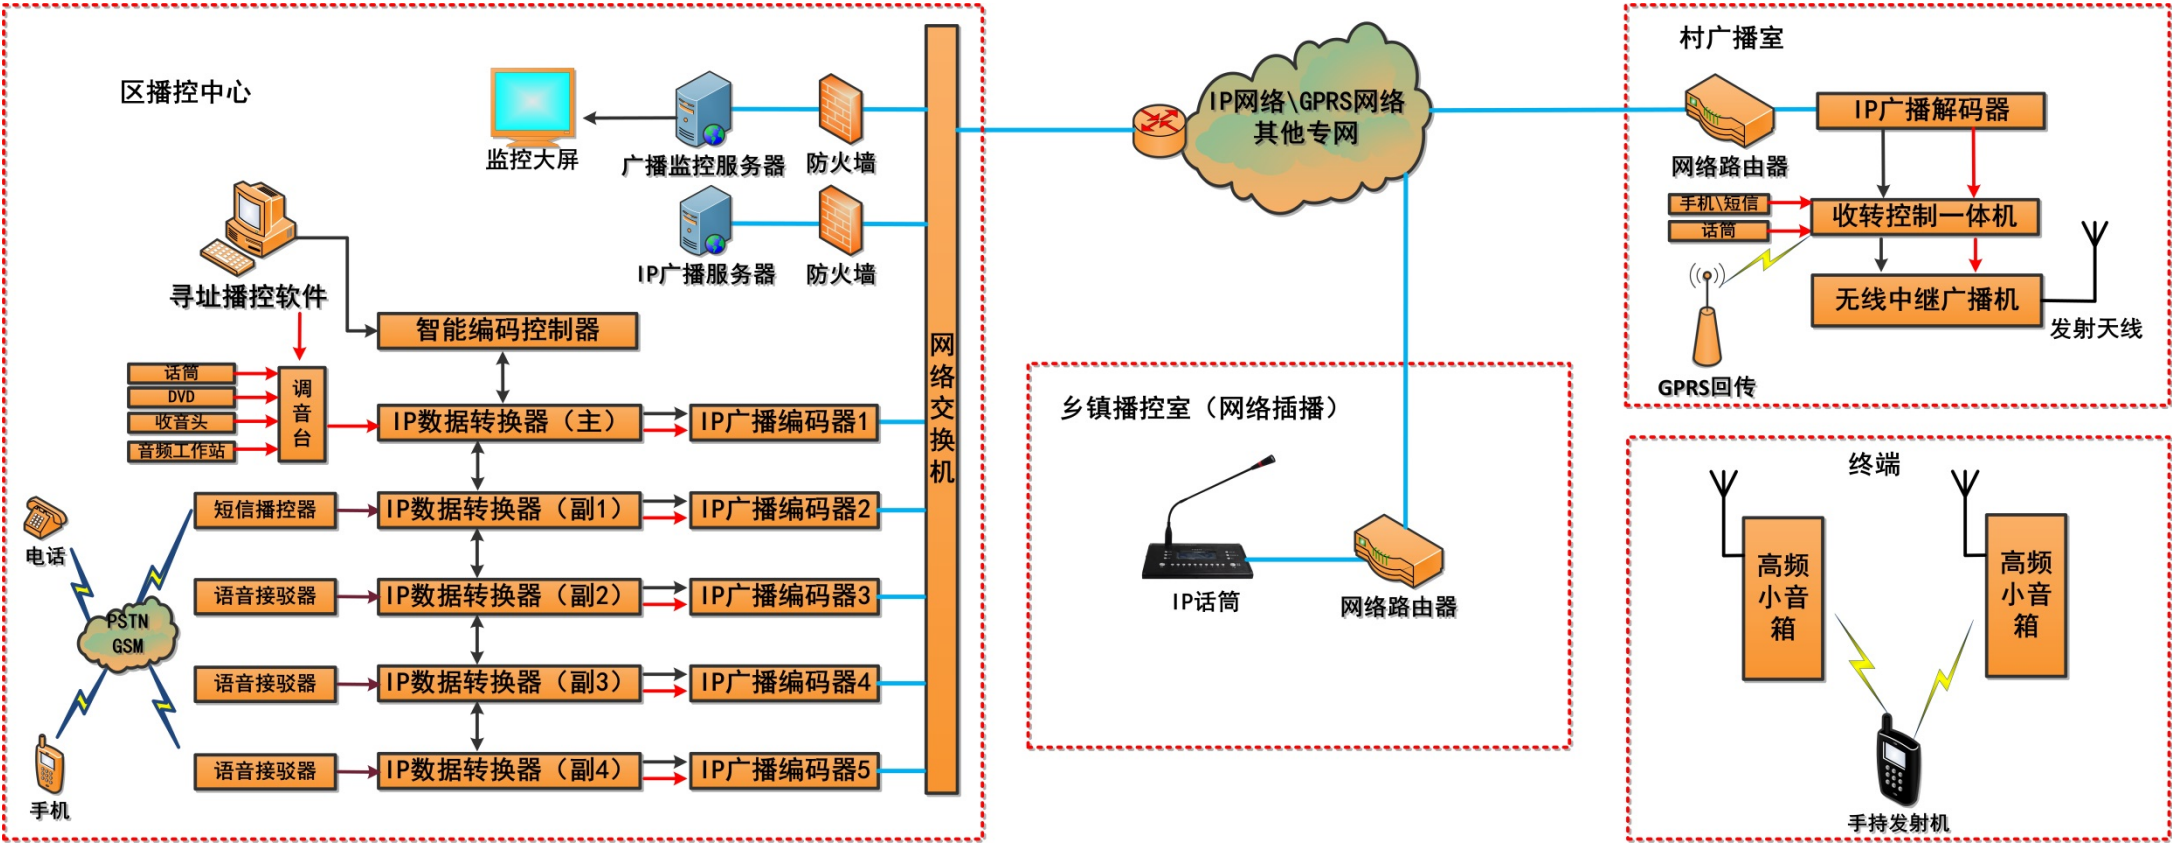 区播控中心
监控大屏
广播监控服务器
防火墙
IP广播服务器
防火墙
寻址播控软件
智能编码控制器
话筒
DVD
收音头
音频工作站
调
音
台
IP数据转换器（主）
IP广播编码器1
短信播控器
IP数据转换器（副1）
IP广播编码器2
语音接驳器
IP数据转换器（副2）
IP广播编码器3
语音接驳器
IP数据转换器（副3）
IP广播编码器4
语音接驳器
IP数据转换器（副4）
IP广播编码器5
电话
PSTN
GSM
手机
网
络
交
换
机
IP网络\GPRS网络
其他专网
乡镇播控室（网络插播）
IP话筒
网络路由器
村广播室
网络路由器
IP广播解码器
手机\短信
话筒
收转控制一体机
无线中继广播机
发射天线
GPRS回传
终端
高频
小音
箱
高频
小音
箱
手持发射机